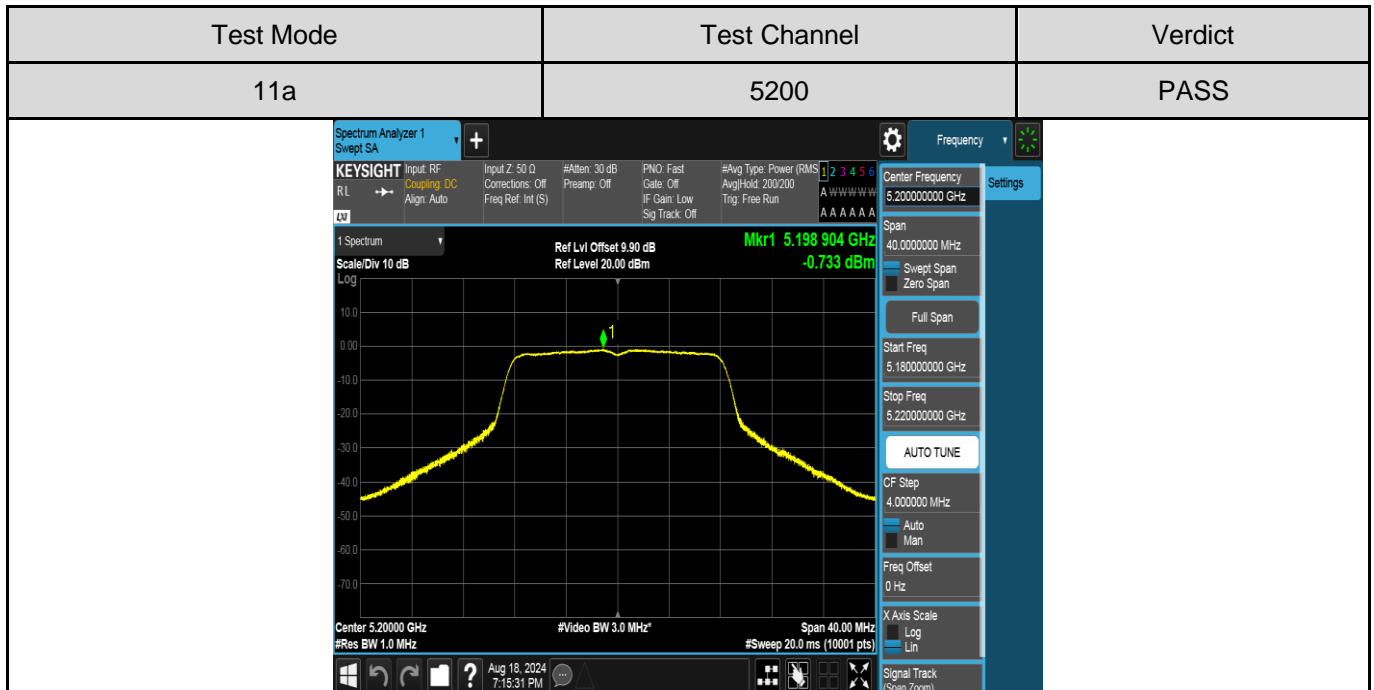 Test Mode Test Channel Verdict
11a 5200 PASS
Spectrum Analyzer 1
Swept SA
+
Frequency
KEYSIGHT Input: RF Input Z: 50 Ω #Atten: 30 dB PNO: Fast #Avg Type: Power (RMS 1 2 3 4 5 6
R L Coupling: DC Corrections: Off Preamp: Off Gate: Off Avg|Hold: 200/200 A W W W W W
Align: Auto Freq Ref: Int (S) IF Gain: Low Trig: Free Run
LXI Sig Track: Off A A A A A A
1 Spectrum Ref Lvl Offset 9.90 dB Mkr1 5.198 904 GHz
Scale/Div 10 dB Ref Level 20.00 dBm -0.733 dBm
Log
10.0
0.00
1
-10.0
-20.0
-30.0
-40.0
-50.0
-60.0
-70.0
Center 5.20000 GHz #Video BW 3.0 MHz* Span 40.00 MHz
#Res BW 1.0 MHz #Sweep 20.0 ms (10001 pts)
? Aug 18, 2024
7:15:31 PM
Center Frequency
5.200000000 GHz
Settings
Span
40.0000000 MHz
Swept Span
Zero Span
Full Span
Start Freq
5.180000000 GHz
Stop Freq
5.220000000 GHz
AUTO TUNE
CF Step
4.000000 MHz
Auto
Man
Freq Offset
0 Hz
X Axis Scale
Log
Lin
Signal Track
(Span Zoom)